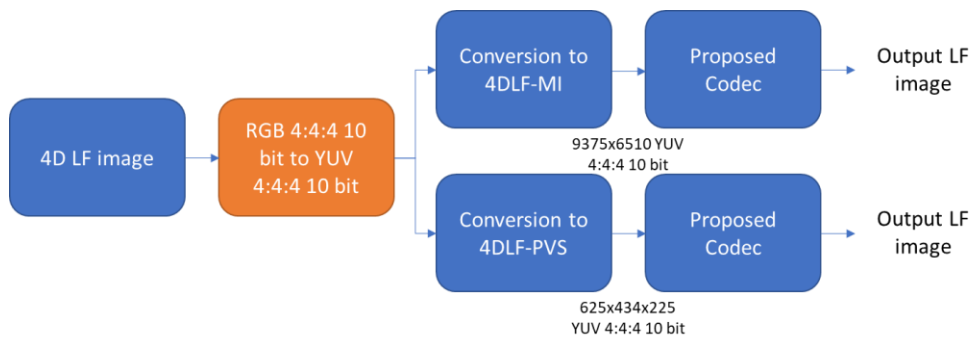 4D LF image
RGB 4:4:4 10
bit to YUV
4:4:4 10 bit
Conversion to
4DLF-MI
Proposed
Codec
Output LF
image
9375x6510 YUV
4:4:4 10 bit
Conversion to
4DLF-PVS
Proposed
Codec
Output LF
image
625x434x225
YUV 4:4:4 10 bit